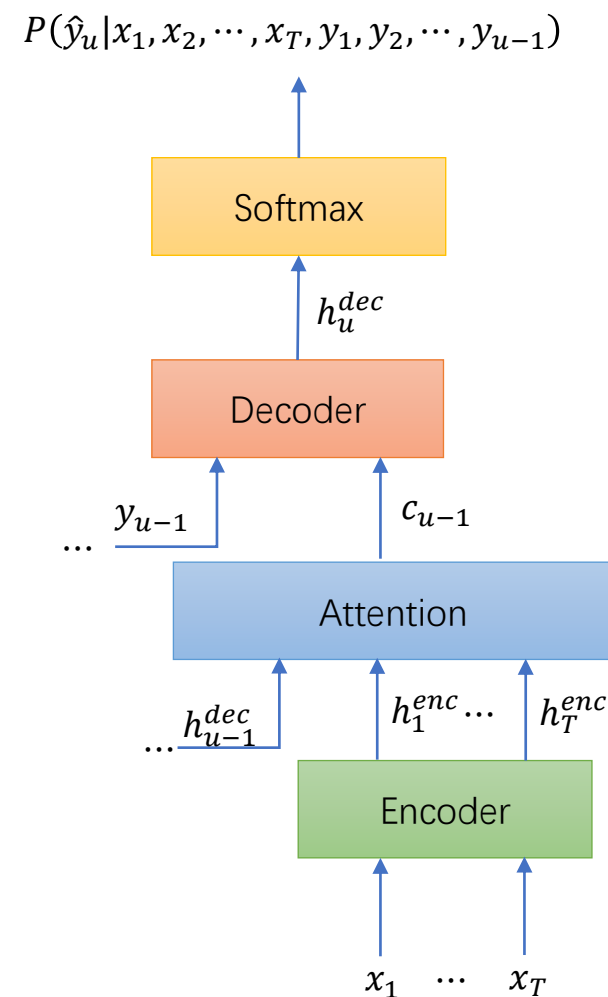 P(ŷ_u|x_1, x_2, ⋯, x_T, y_1, y_2, ⋯, y_{u−1})
Softmax
h_u^{dec}
Decoder
y_{u−1}
c_{u−1}
...
Attention
h_{u−1}^{dec}
h_1^{enc} ...
h_T^{enc}
...
Encoder
x_1 ... x_T